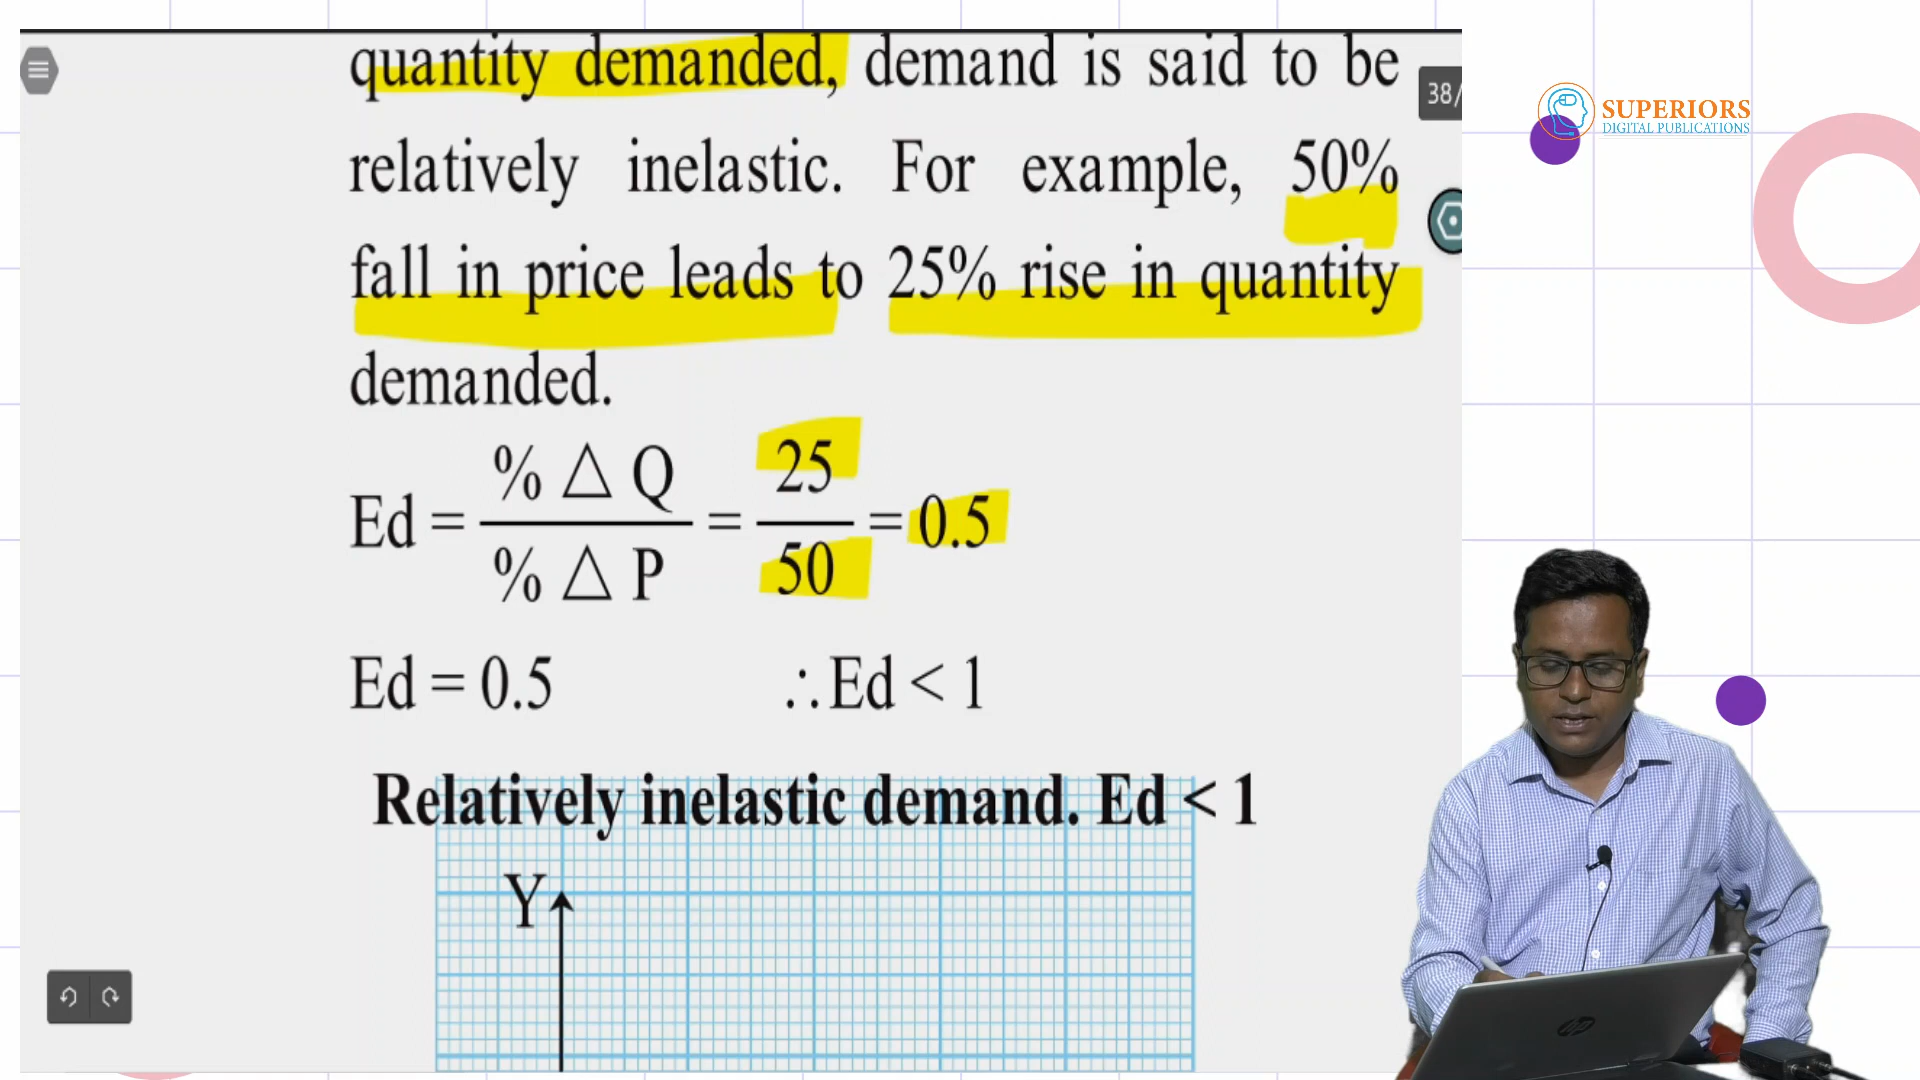 quantity demanded, demand is said to be
38/
SUPERIORS
DIGITAL PUBLICATIONS
relatively inelastic. For example, 50%
fall in price leads to 25% rise in quantity
demanded.
Ed = % △ Q / % △ P = 25 / 50 = 0.5
Ed = 0.5 ∴ Ed < 1
Relatively inelastic demand. Ed < 1
Y
hp